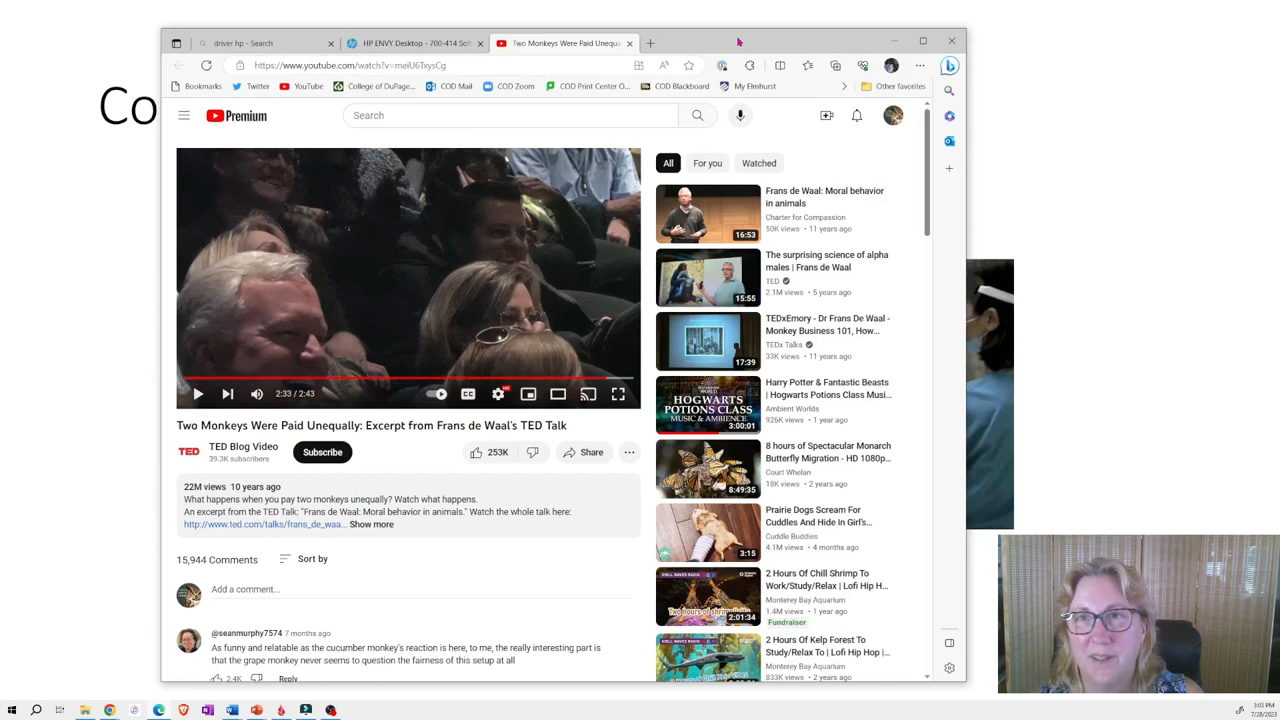 Co
driver hp - Search
HP ENVY Desktop - 700-414 Sof
Two Monkeys Were Paid Unequa
https://www.youtube.com/watch?v=meiU6TxysCg
Bookmarks
Twitter
YouTube
College of DuPage...
COD Mail
COD Zoom
COD Print Center O...
COD Blackboard
My Elmhurst
Other favorites
Premium
Search
All
For you
Watched
2:33 / 2:43
Two Monkeys Were Paid Unequally: Excerpt from Frans de Waal's TED Talk
TED
TED Blog Video
39.3K subscribers
Subscribe
253K
Share
22M views 10 years ago
What happens when you pay two monkeys unequally? Watch what happens.
An excerpt from the TED Talk: "Frans de Waal: Moral behavior in animals." Watch the whole talk here:
http://www.ted.com/talks/frans_de_waa... Show more
15,944 Comments
Sort by
Add a comment...
@seanmurphy7574 7 months ago
As funny and relatable as the cucumber monkey's reaction is here, to me, the really interesting part is
that the grape monkey never seems to question the fairness of this setup at all
2.4K
Reply
16:53
Frans de Waal: Moral behavior
in animals
Charter for Compassion
50K views • 11 years ago
15:55
The surprising science of alpha
males | Frans de Waal
TED
2.1M views • 5 years ago
17:39
TEDxEmory - Dr Frans De Waal -
Monkey Business 101, How...
TEDx Talks
33K views • 11 years ago
HOGWARTS
POTIONS CLASS
MUSIC & AMBIENCE
3:00:01
Harry Potter & Fantastic Beasts
| Hogwarts Potions Class Musi...
Ambient Worlds
926K views • 1 year ago
8:49:35
8 hours of Spectacular Monarch
Butterfly Migration - HD 1080p...
Court Whelan
18K views • 2 years ago
3:15
Prairie Dogs Scream For
Cuddles And Hide In Girl's...
Cuddle Buddies
4.1M views • 4 months ago
2:01:34
2 Hours Of Chill Shrimp To
Work/Study/Relax | Lofi Hip H...
Monterey Bay Aquarium
1.4M views • 1 year ago
Fundraiser
2 Hours Of Kelp Forest To
Study/Relax To | Lofi Hip Hop |...
Monterey Bay Aquarium
833K views • 2 years ago
3:03 PM
7/28/2023